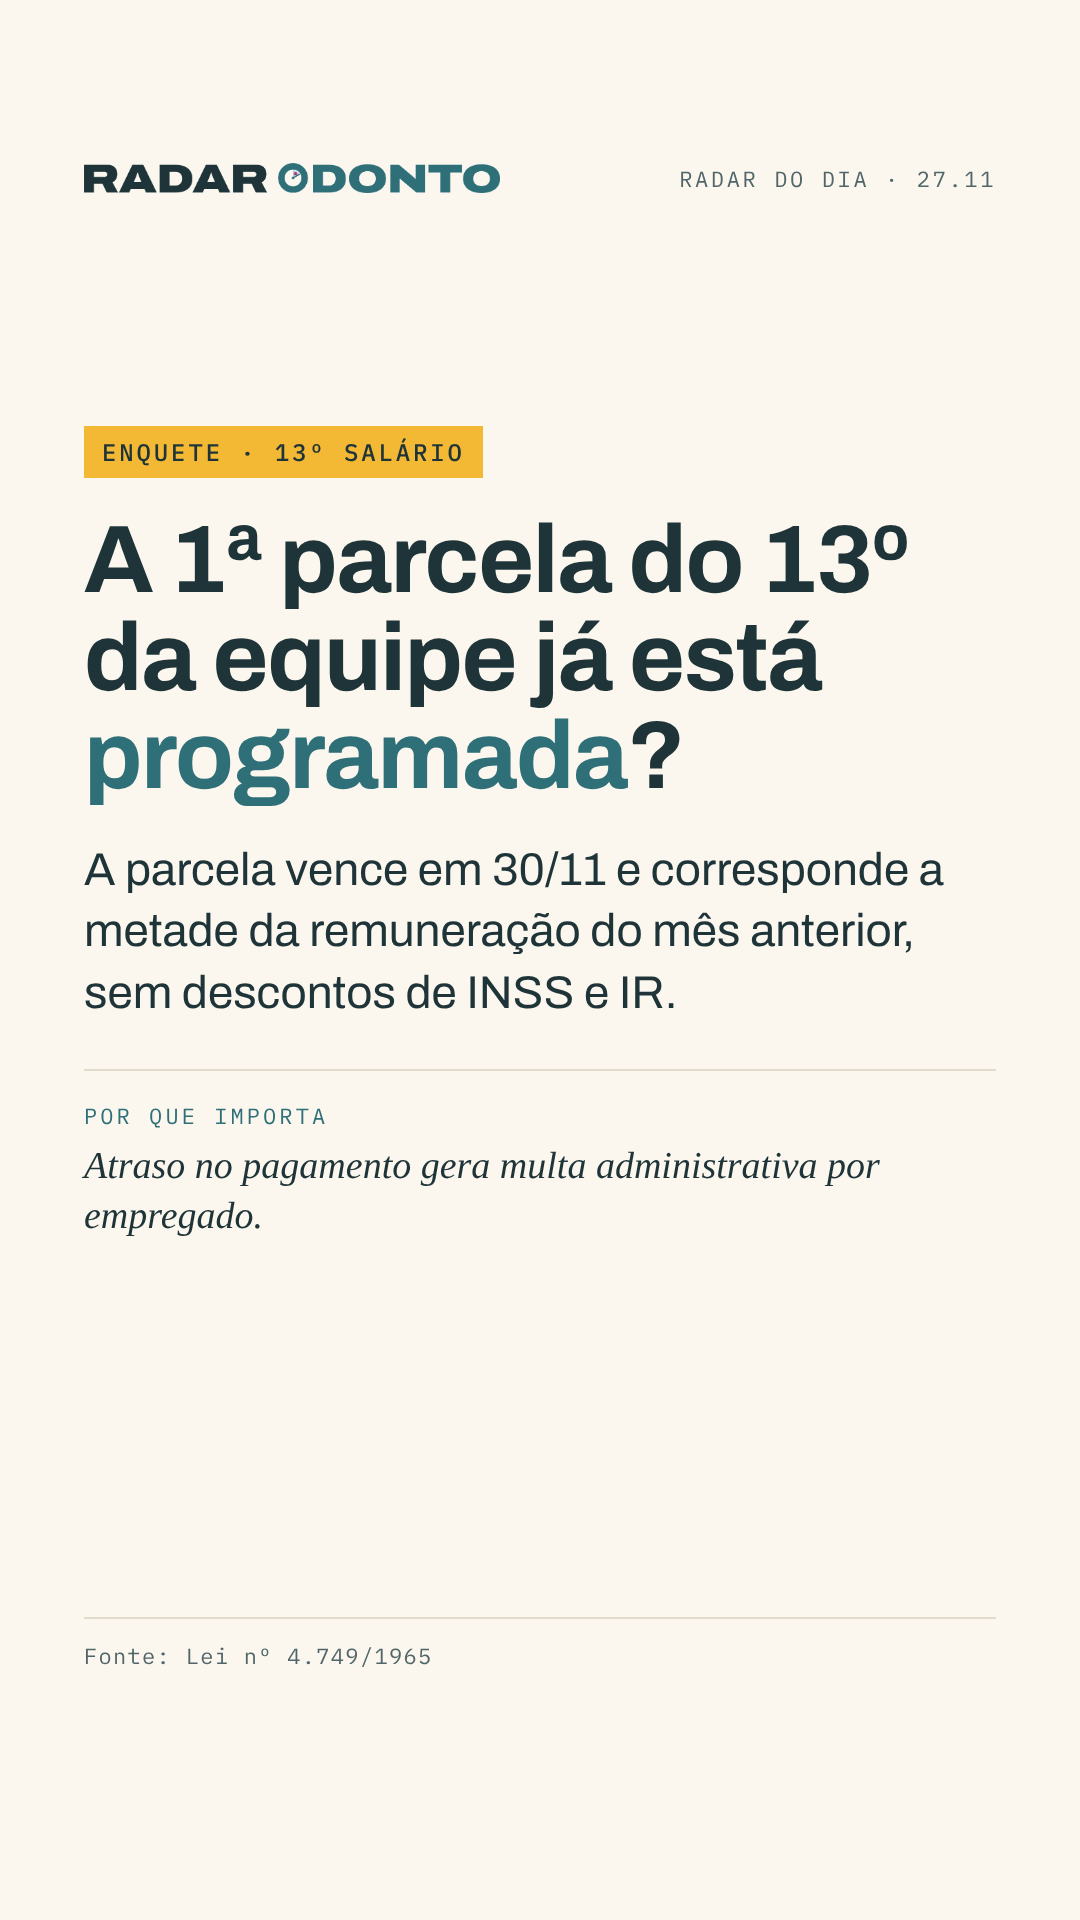 RADAR ODONTO
RADAR DO DIA · 27.11
ENQUETE · 13º SALÁRIO
A 1ª parcela do 13º
da equipe já está
programada?
A parcela vence em 30/11 e corresponde a
metade da remuneração do mês anterior,
sem descontos de INSS e IR.
POR QUE IMPORTA
Atraso no pagamento gera multa administrativa por
empregado.
Fonte: Lei nº 4.749/1965